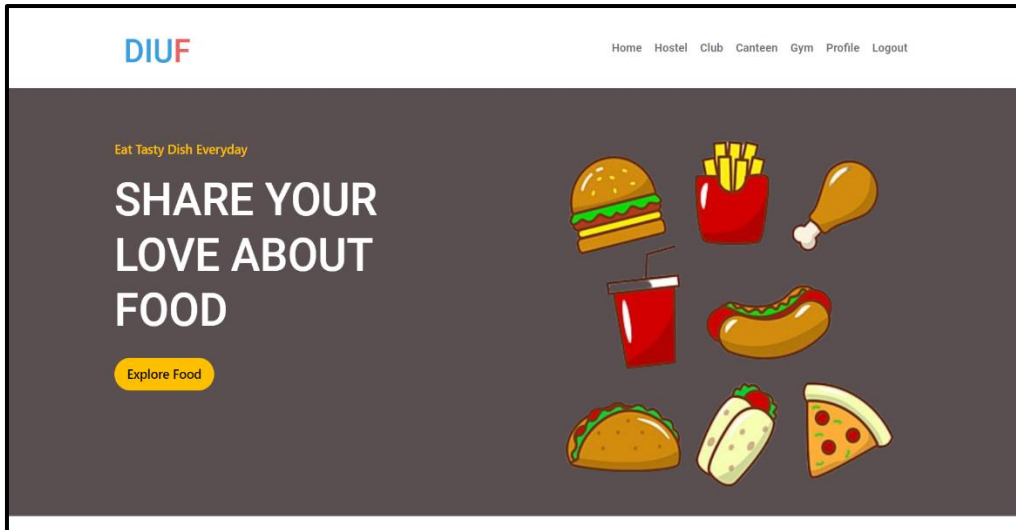 DIUF
Home Hostel Club Canteen Gym Profile Logout
Eat Tasty Dish Everyday
SHARE YOUR
LOVE ABOUT
FOOD
Explore Food